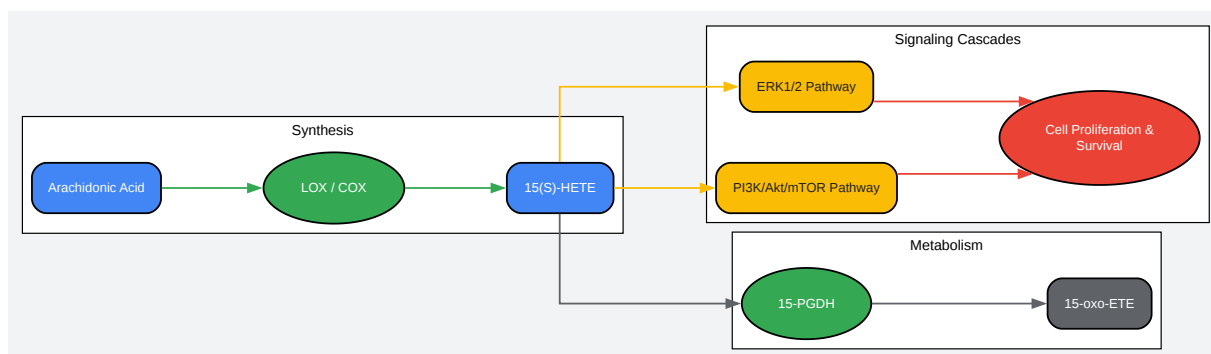 Synthesis
Arachidonic Acid
LOX / COX
15(S)-HETE
Signaling Cascades
ERK1/2 Pathway
PI3K/Akt/mTOR Pathway
Cell Proliferation &
Survival
Metabolism
15-PGDH
15-oxo-ETE